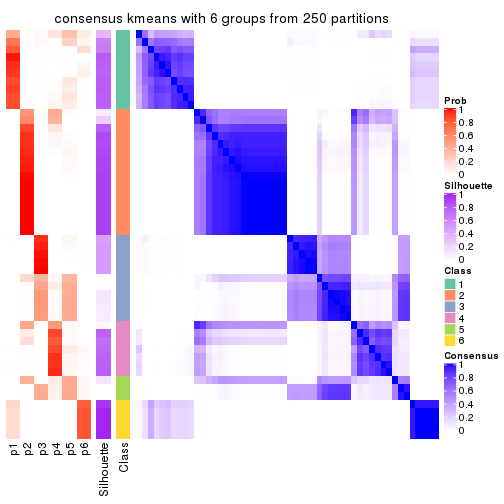 consensus kmeans with 6 groups from 250 partitions
p1
p2
p3
p4
p5
p6
Silhouette
Class
Prob
1
0.8
0.6
0.4
0.2
0
Silhouette
1
0.8
0.6
0.4
0.2
0
Class
1
2
3
4
5
6
Consensus
1
0.8
0.6
0.4
0.2
0